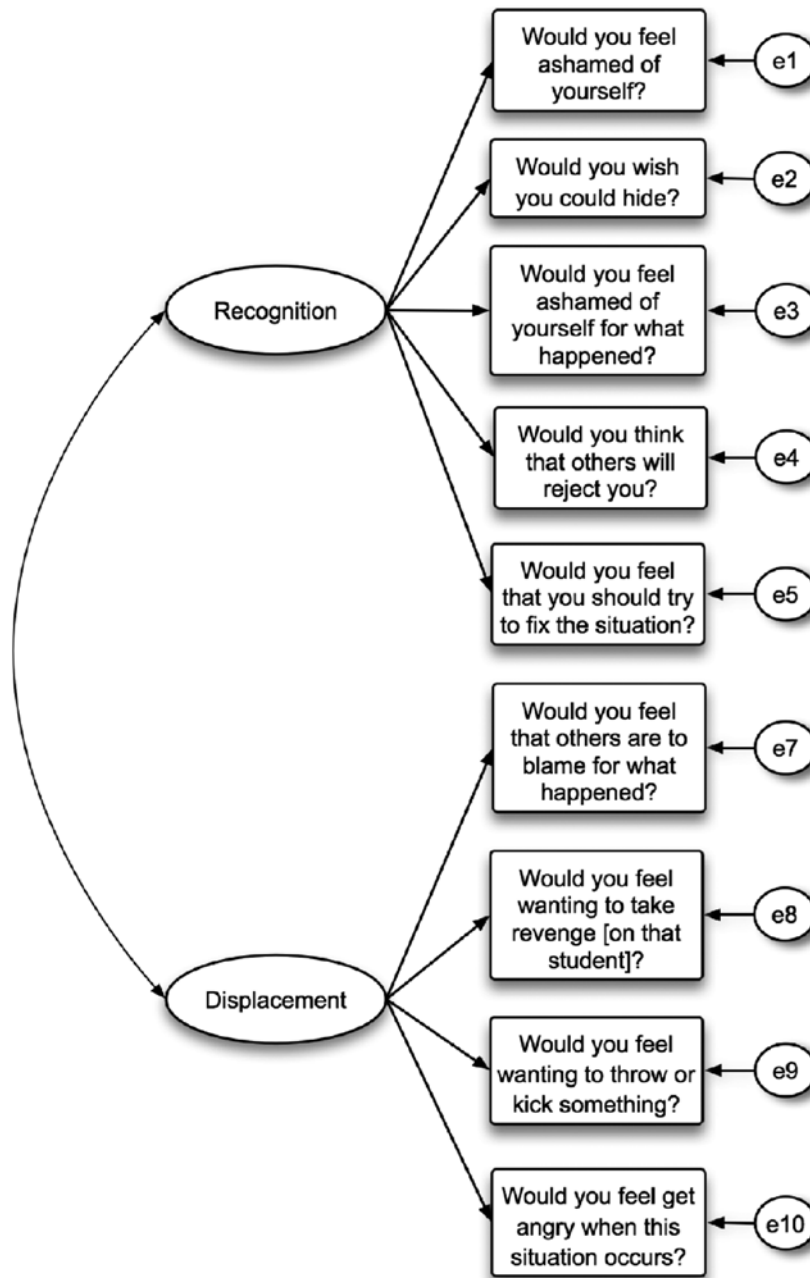 Would you feel
ashamed of
yourself?
e1
Would you wish
you could hide?
e2
Would you feel
ashamed of
yourself for what
happened?
e3
Recognition
Would you think
that others will
reject you?
e4
Would you feel
that you should try
to fix the situation?
e5
Would you feel
that others are to
blame for what
happened?
e7
Would you feel
wanting to take
revenge [on that
student]?
e8
Displacement
Would you feel
wanting to throw or
kick something?
e9
Would you feel get
angry when this
situation occurs?
e10